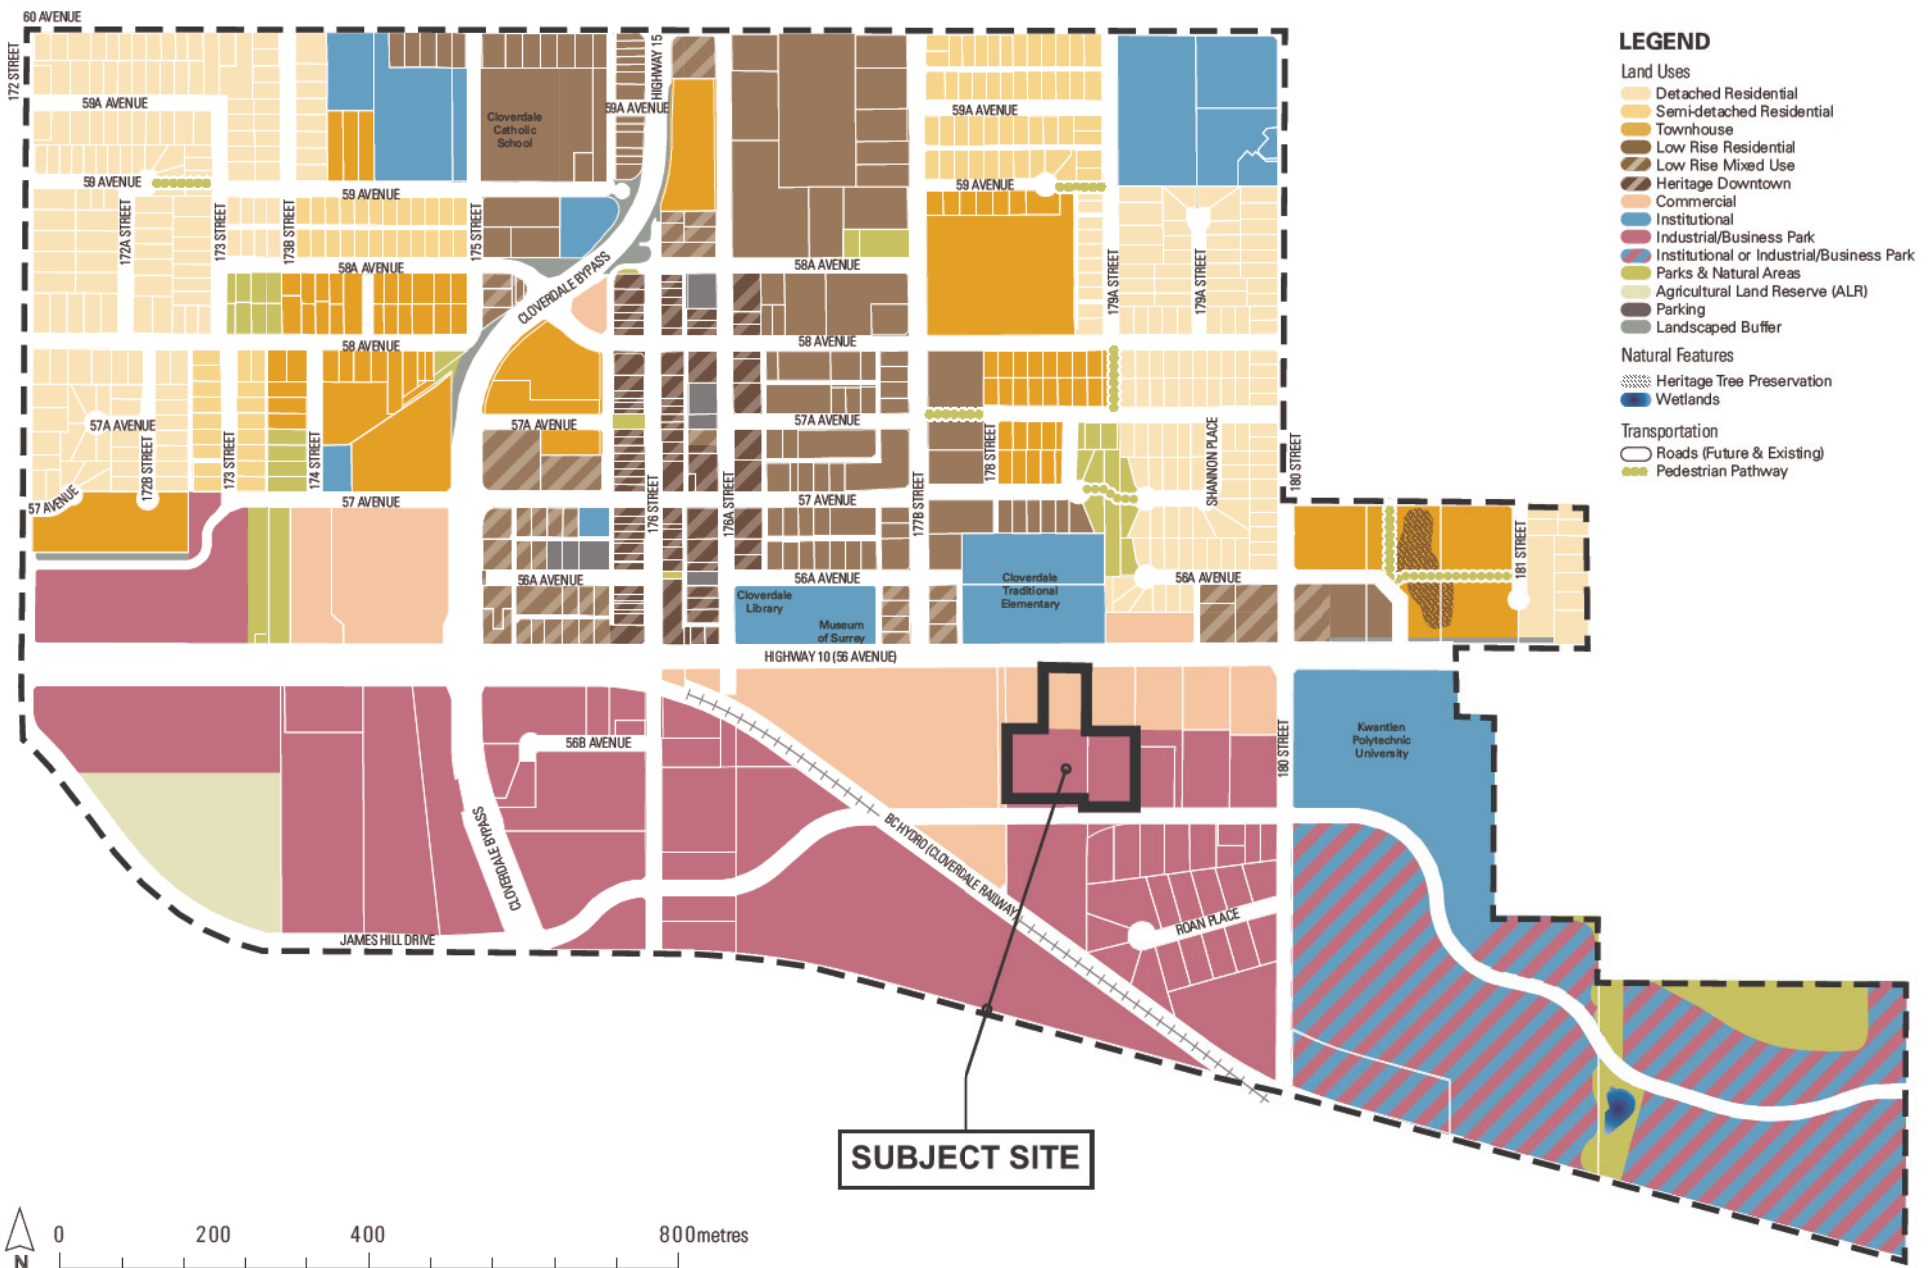 60 AVENUE
172 STREET
HIGHWAY 15
59A AVENUE
59A AVENUE
59A AVENUE
Cloverdale
Catholic
School
59 AVENUE
59 AVENUE
59 AVENUE
172A STREET
173 STREET
173B STREET
175 STREET
58A AVENUE
CLOVERDALE BYPASS
58A AVENUE
179A STREET
179A STREET
58 AVENUE
58 AVENUE
57A AVENUE
57A AVENUE
57A AVENUE
172B STREET
173 STREET
174 STREET
178 STREET
SHANNON PLACE
180 STREET
57 AVENUE
57 AVENUE
57 AVENUE
176 STREET
176A STREET
177B STREET
181 STREET
56A AVENUE
56A AVENUE
56A AVENUE
Cloverdale
Library
Museum
of Surrey
Cloverdale
Traditional
Elementary
HIGHWAY 10 (56 AVENUE)
56B AVENUE
180 STREET
Kwantlen
Polytechnic
University
CLOVERDALE BYPASS
BC HYDRO (CLOVERDALE RAILWAY)
ROAN PLACE
JAMES HILL DRIVE
SUBJECT SITE
N
0 200 400 800metres
LEGEND
Land Uses
Detached Residential
Semi-detached Residential
Townhouse
Low Rise Residential
Low Rise Mixed Use
Heritage Downtown
Commercial
Institutional
Industrial/Business Park
Institutional or Industrial/Business Park
Parks & Natural Areas
Agricultural Land Reserve (ALR)
Parking
Landscaped Buffer
Natural Features
Heritage Tree Preservation
Wetlands
Transportation
Roads (Future & Existing)
Pedestrian Pathway